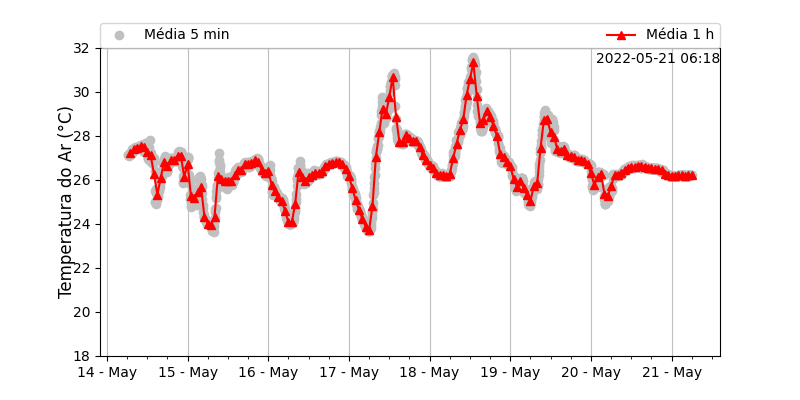 Média 5 min
Média 1 h
2022-05-21 06:18
Temperatura do Ar (°C)
32
30
28
26
24
22
20
18
14 - May
15 - May
16 - May
17 - May
18 - May
19 - May
20 - May
21 - May